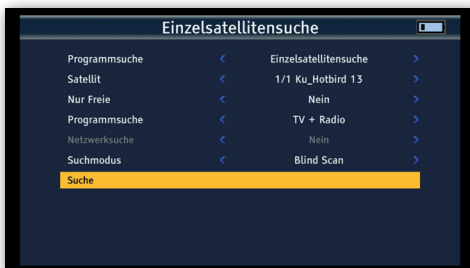 Einzelsatellitensuche
Programmsuche Einzelsatellitensuche
Satellit 1/1 Ku_Hotbird 13
Nur Freie Nein
Programmsuche TV + Radio
Netzwerksuche Nein
Suchmodus Blind Scan
Suche